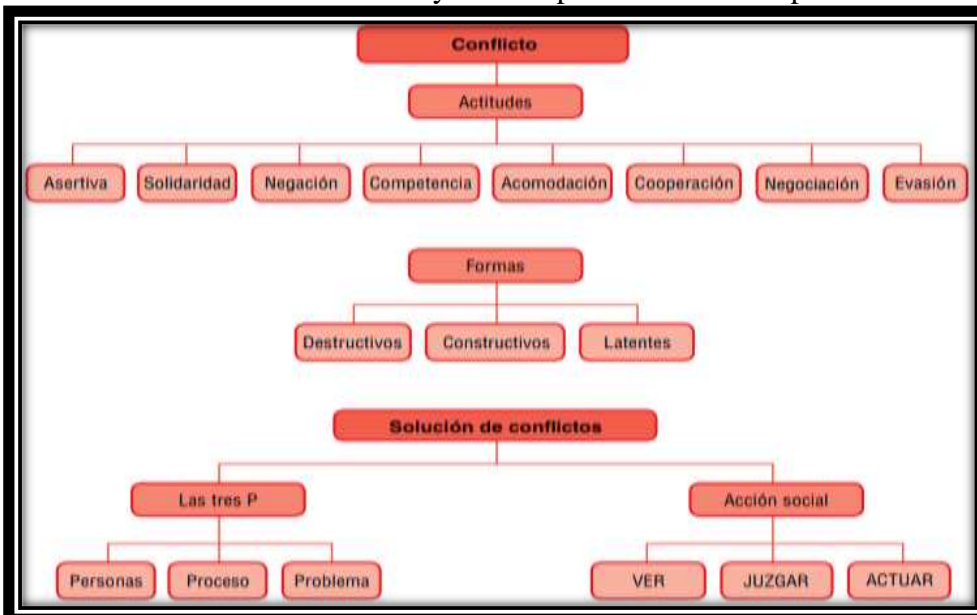 Conflicto
Actitudes
Asertiva Solidaridad Negación Competencia Acomodación Cooperación Negociación Evasión
Formas
Destructivos Constructivos Latentes
Solución de conflictos
Las tres P Acción social
Personas Proceso Problema VER JUZGAR ACTUAR